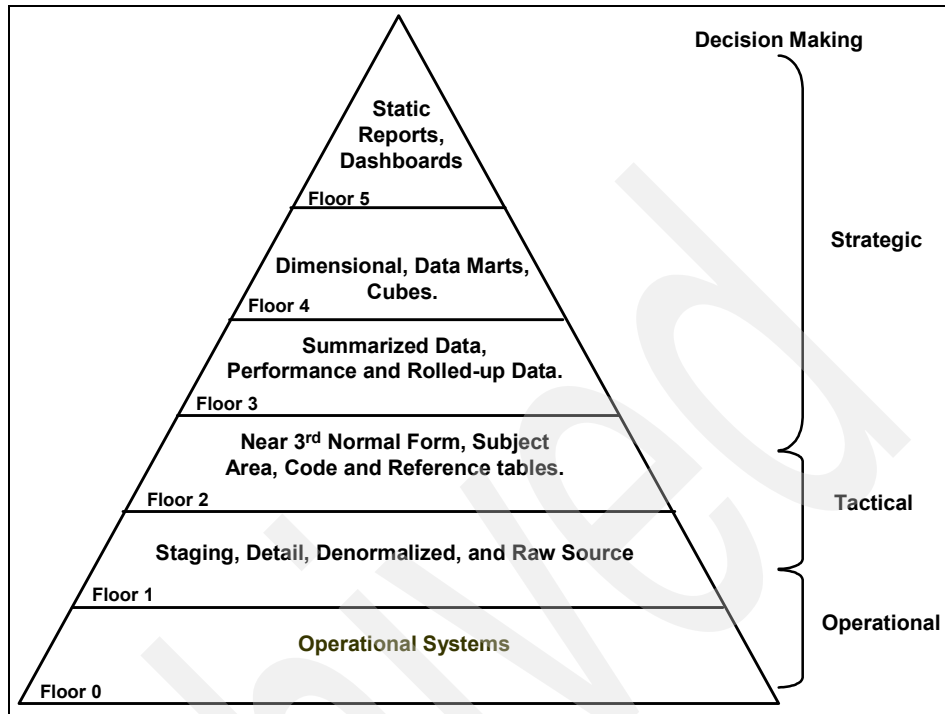 Decision Making
Static
Reports,
Dashboards
Floor 5
Strategic
Dimensional, Data Marts,
Cubes.
Floor 4
Summarized Data,
Performance and Rolled-up Data.
Floor 3
Near 3rd Normal Form, Subject
Area, Code and Reference tables.
Floor 2
Tactical
Staging, Detail, Denormalized, and Raw Source
Floor 1
Operational
Operational Systems
Floor 0